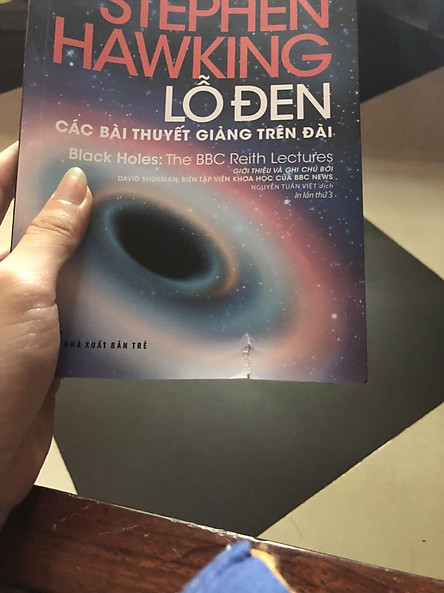 STEPHEN
HAWKING
LỖ ĐEN
CÁC BÀI THUYẾT GIẢNG TRÊN ĐÀI
Black Holes: The BBC Reith Lectures
GIỚI THIỆU VÀ GHI CHÚ BỞI
DAVID SHUKMAN, BIÊN TẬP VIÊN KHOA HỌC CỦA BBC NEWS
NGUYỄN TUẤN VIỆT dịch
In lần thứ 3
NHÀ XUẤT BẢN TRẺ